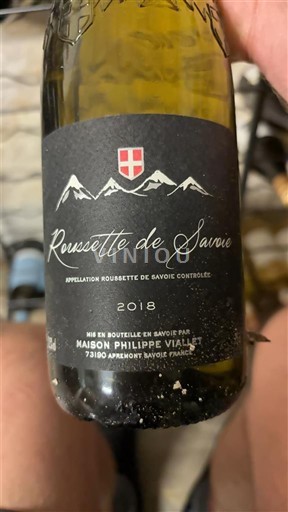 Roussette de Savoie
VINIOU
APPELLATION ROUSSETTE DE SAVOIE CONTRÔLÉE
2018
MIS EN BOUTEILLE EN SAVOIE PAR
MAISON PHILIPPE VIALLET
73190 APREMONT SAVOIE FRANCE